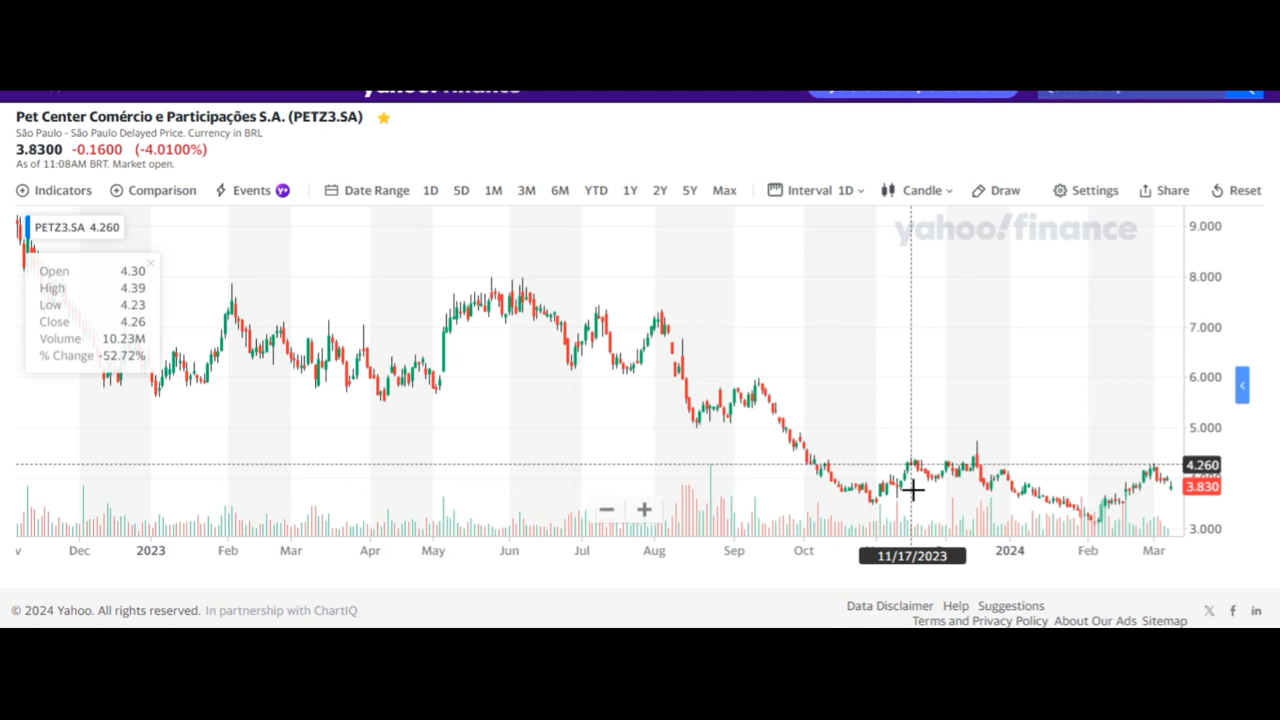 Pet Center Comércio e Participações S.A. (PETZ3.SA)
São Paulo - São Paulo Delayed Price. Currency in BRL
3.8300 -0.1600 (-4.0100%)
As of 11:08AM BRT. Market open.
Indicators Comparison Events Y+ Date Range 1D 5D 1M 3M 6M YTD 1Y 2Y 5Y Max Interval 1D Candle Draw Settings Share Reset
PETZ3.SA 4.260
yahoo!finance
Open 4.30
High 4.39
Low 4.23
Close 4.26
Volume 10.23M
% Change -52.72%
9.000
8.000
7.000
6.000
5.000
4.260
3.830
3.000
v Dec 2023 Feb Mar Apr May Jun Jul Aug Sep Oct 11/17/2023 2024 Feb Mar
© 2024 Yahoo. All rights reserved. In partnership with ChartIQ
Data Disclaimer Help Suggestions
Terms and Privacy Policy About Our Ads Sitemap